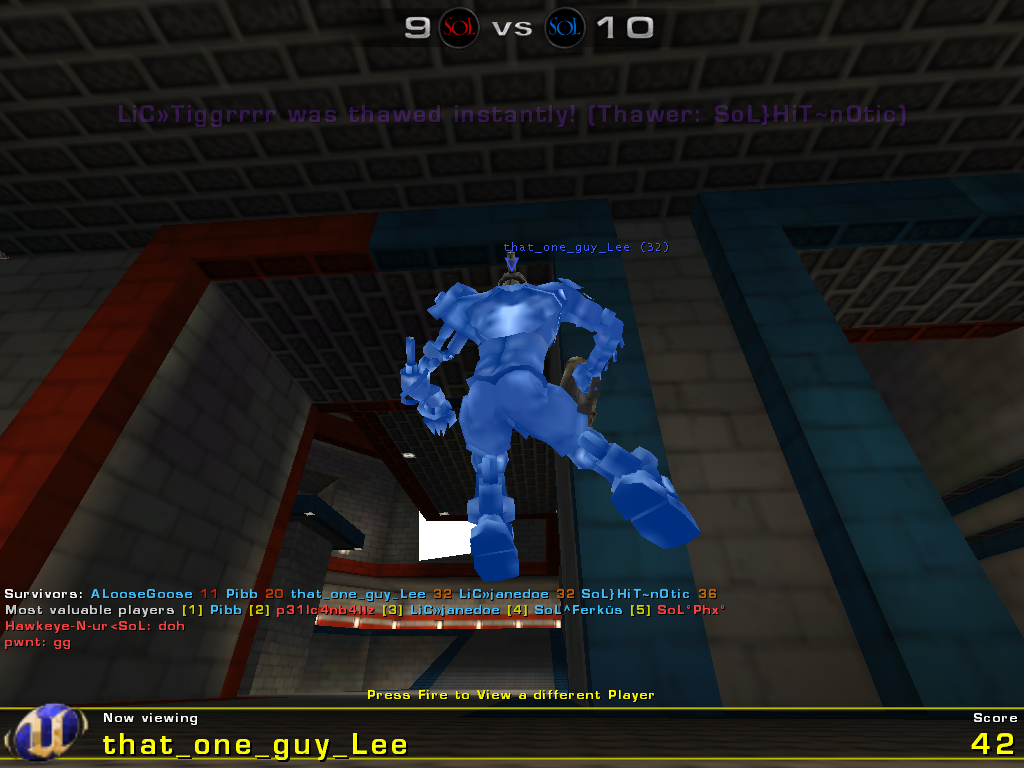 9 SOL vs SOL 10
LiC»Tiggrrrr was thawed instantly! (Thawer: SoL}HiT~nOtic)
that_one_guy_Lee (32)
Survivors: ALooseGoose 11 Pibb 20 that_one_guy_Lee 32 LiC»janedoe 32 SoL}HiT~nOtic 36
Most valuable players [1] Pibb [2] p31lc4nb4llz [3] LiC»janedoe [4] SoL^Ferküs [5] SoL°Phx°
Hawkeye-N-ur<SoL: doh
pwnt: gg
Press Fire to View a different Player
Now viewing
that_one_guy_Lee
Score
42